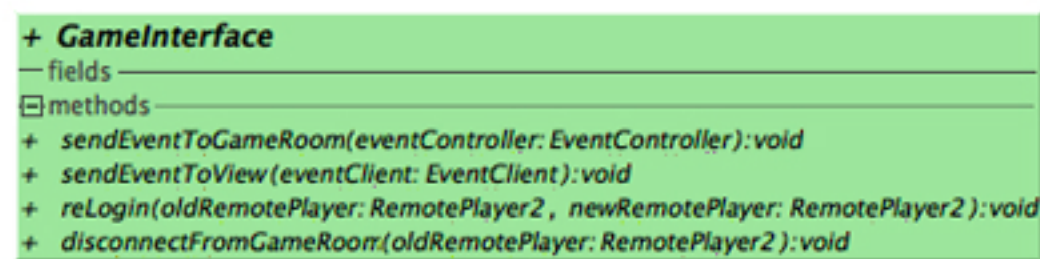 + GameInterface
fields
methods
+ sendEventToGameRoom(eventController: EventController):void
+ sendEventToView(eventClient: EventClient):void
+ reLogin(oldRemotePlayer: RemotePlayer2, newRemotePlayer: RemotePlayer2):void
+ disconnectFromGameRoom(oldRemotePlayer: RemotePlayer2):void